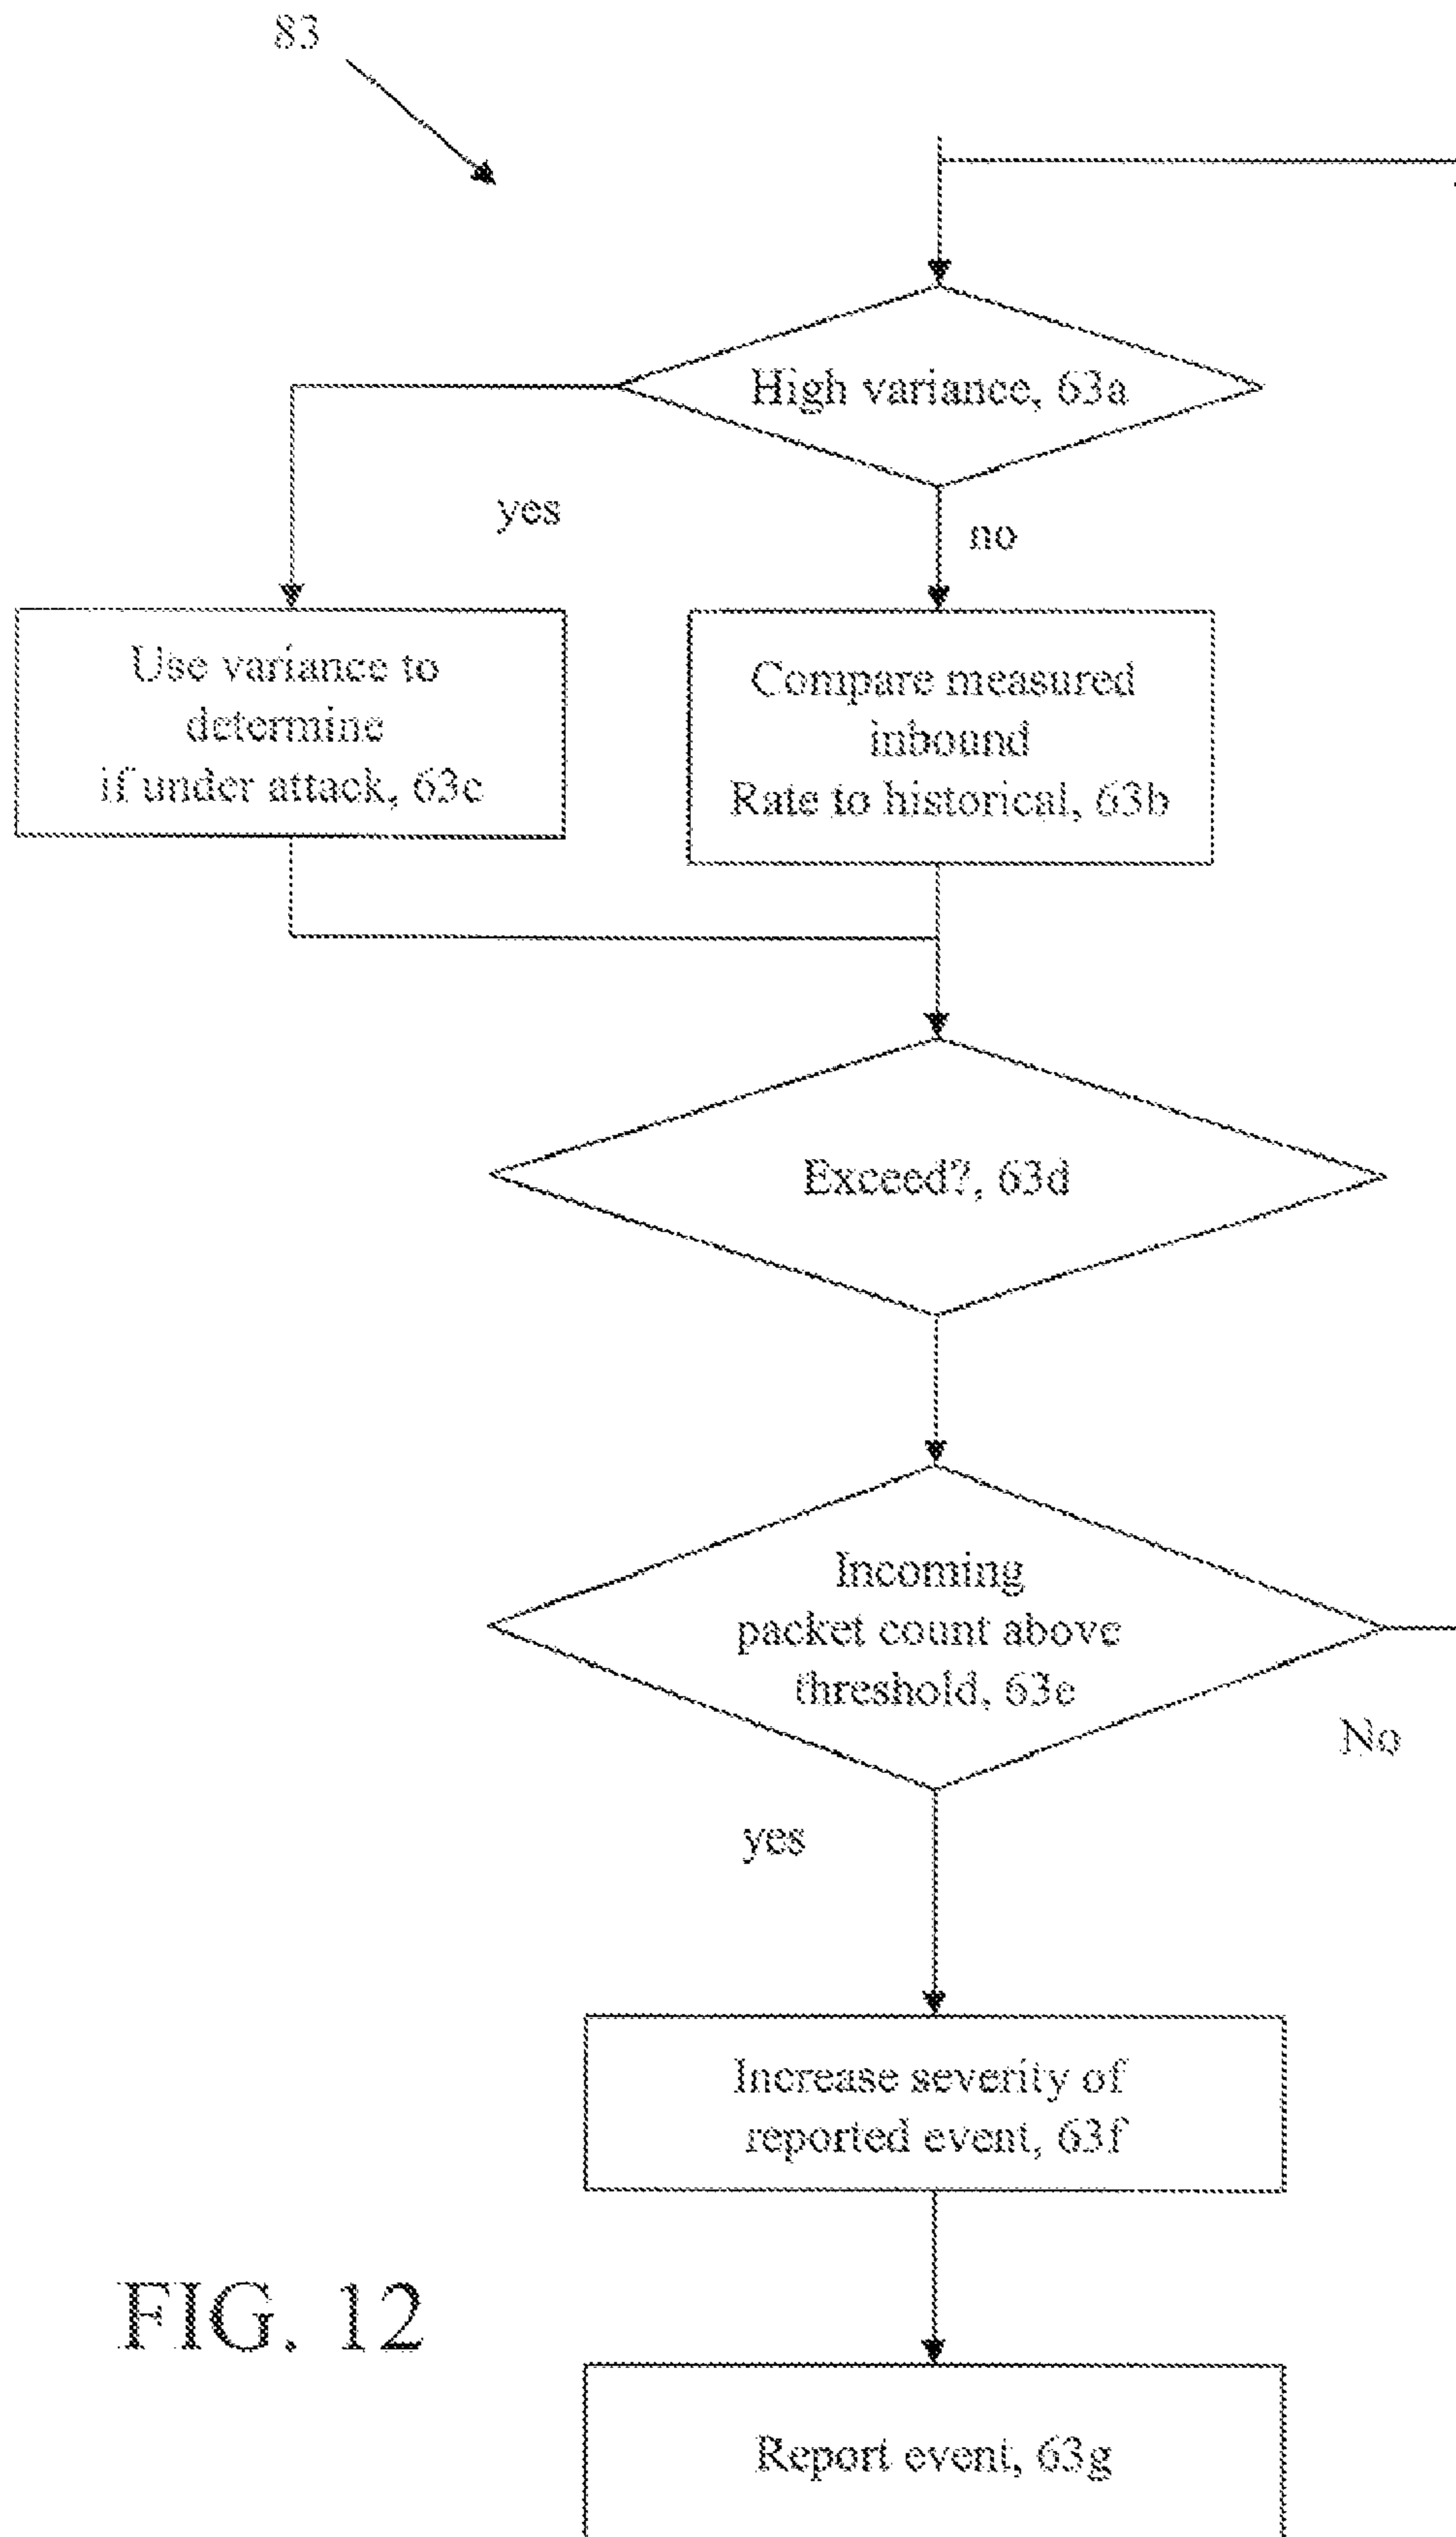 83
High variance, 63a
yes
no
Use variance to
determine
if under attack, 63c
Compare measured
inbound
Rate to historical, 63b
Exceed?, 63d
Incoming
packet count above
threshold, 63e
No
yes
Increase severity of
reported event, 63f
FIG. 12
Report event, 63g